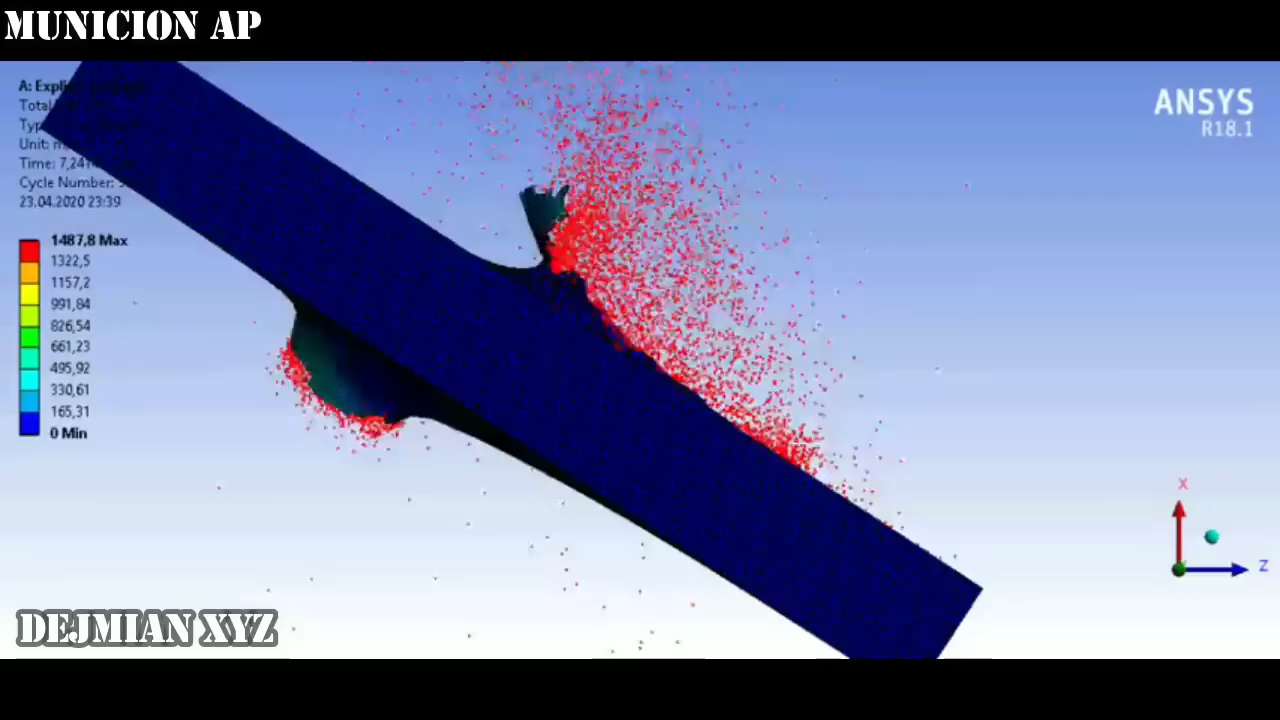 MUNICION AP
A: Expli
Total
Typ
Unit: m
Time: 7,241
Cycle Number:
23.04.2020 23:39
1487,8 Max
1322,5
1157,2
991,84
826,54
661,23
495,92
330,61
165,31
0 Min
ANSYS
R18.1
X
Z
DEJMIAN XYZ